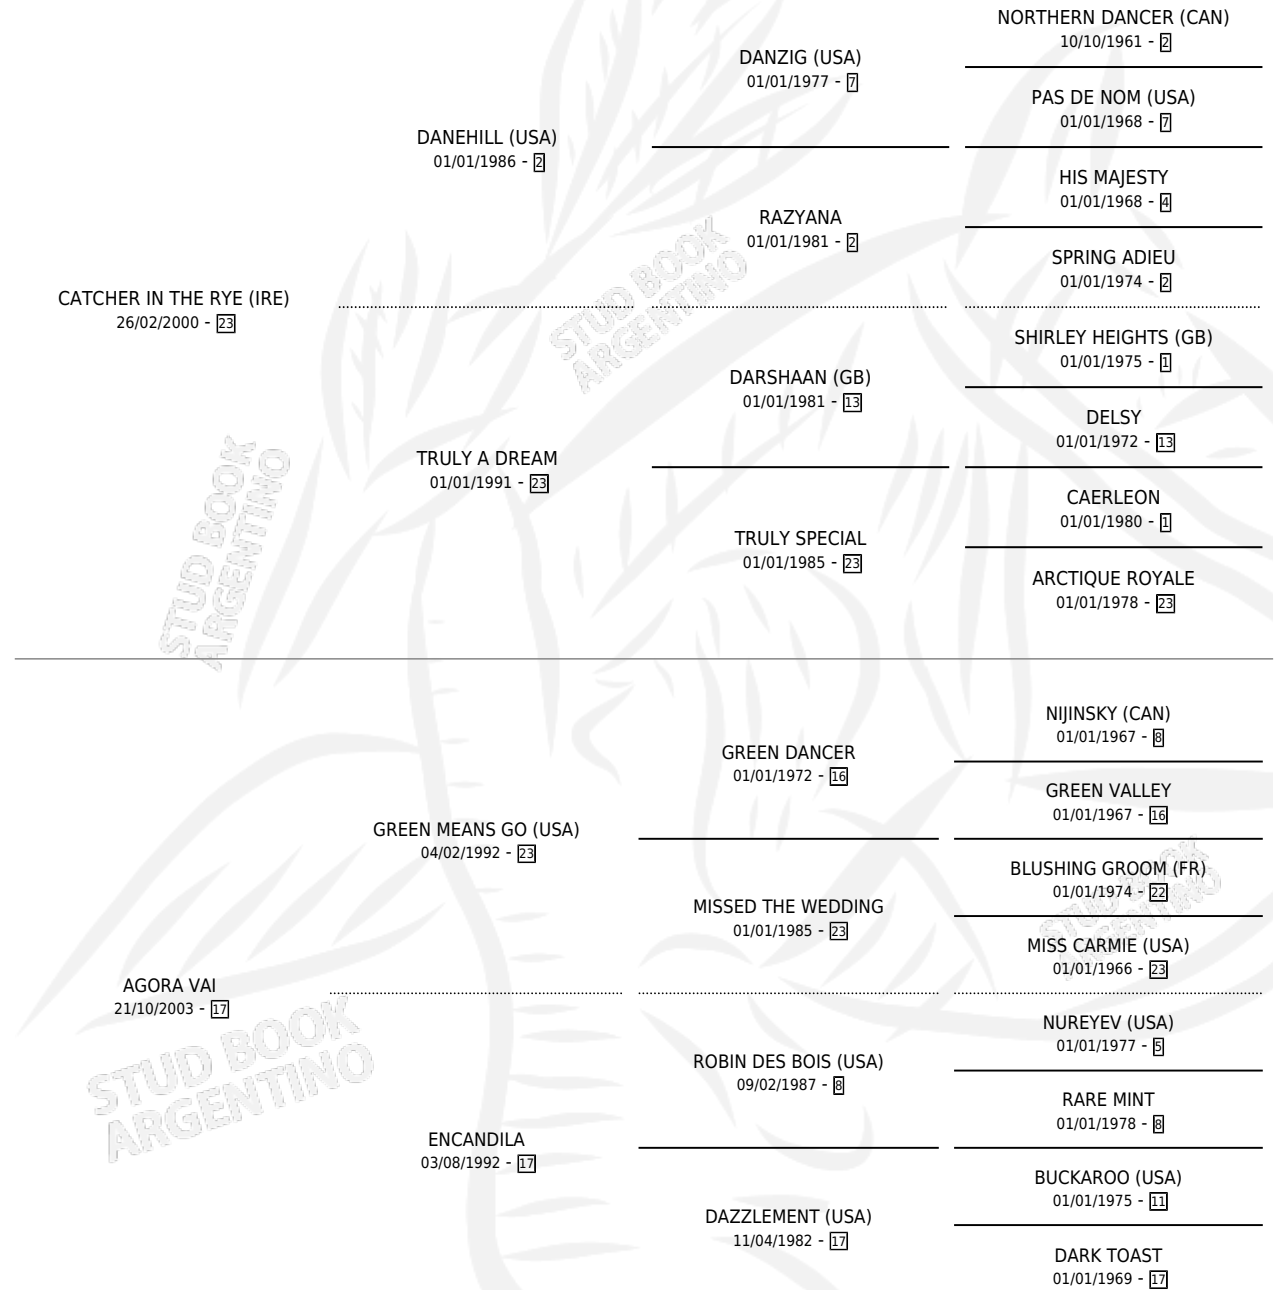 NORTHERN DANCER (CAN)
10/10/1961 - 2
DANZIG (USA)
01/01/1977 - 7
PAS DE NOM (USA)
01/01/1968 - 7
DANEHILL (USA)
01/01/1986 - 2
HIS MAJESTY
01/01/1968 - 4
RAZYANA
01/01/1981 - 2
SPRING ADIEU
01/01/1974 - 2
CATCHER IN THE RYE (IRE)
26/02/2000 - 23
STUD BOOK
ARGENTINO
SHIRLEY HEIGHTS (GB)
01/01/1975 - 1
DARSHAAN (GB)
01/01/1981 - 13
DELSY
01/01/1972 - 13
TRULY A DREAM
01/01/1991 - 23
CAERLEON
01/01/1980 - 1
TRULY SPECIAL
01/01/1985 - 23
ARCTIQUE ROYALE
01/01/1978 - 23
STUD BOOK
ARGENTINO
NIJINSKY (CAN)
01/01/1967 - 8
GREEN DANCER
01/01/1972 - 16
GREEN VALLEY
01/01/1967 - 16
GREEN MEANS GO (USA)
04/02/1992 - 23
BLUSHING GROOM (FR)
01/01/1974 - 22
MISSED THE WEDDING
01/01/1985 - 23
MISS CARMIE (USA)
01/01/1966 - 23
STUD BOOK
ARGENTINO
AGORA VAI
21/10/2003 - 17
NUREYEV (USA)
01/01/1977 - 5
ROBIN DES BOIS (USA)
09/02/1987 - 8
RARE MINT
01/01/1978 - 8
STUD BOOK
ARGENTINO
ENCANDILA
03/08/1992 - 17
BUCKAROO (USA)
01/01/1975 - 11
DAZZLEMENT (USA)
11/04/1982 - 17
DARK TOAST
01/01/1969 - 17